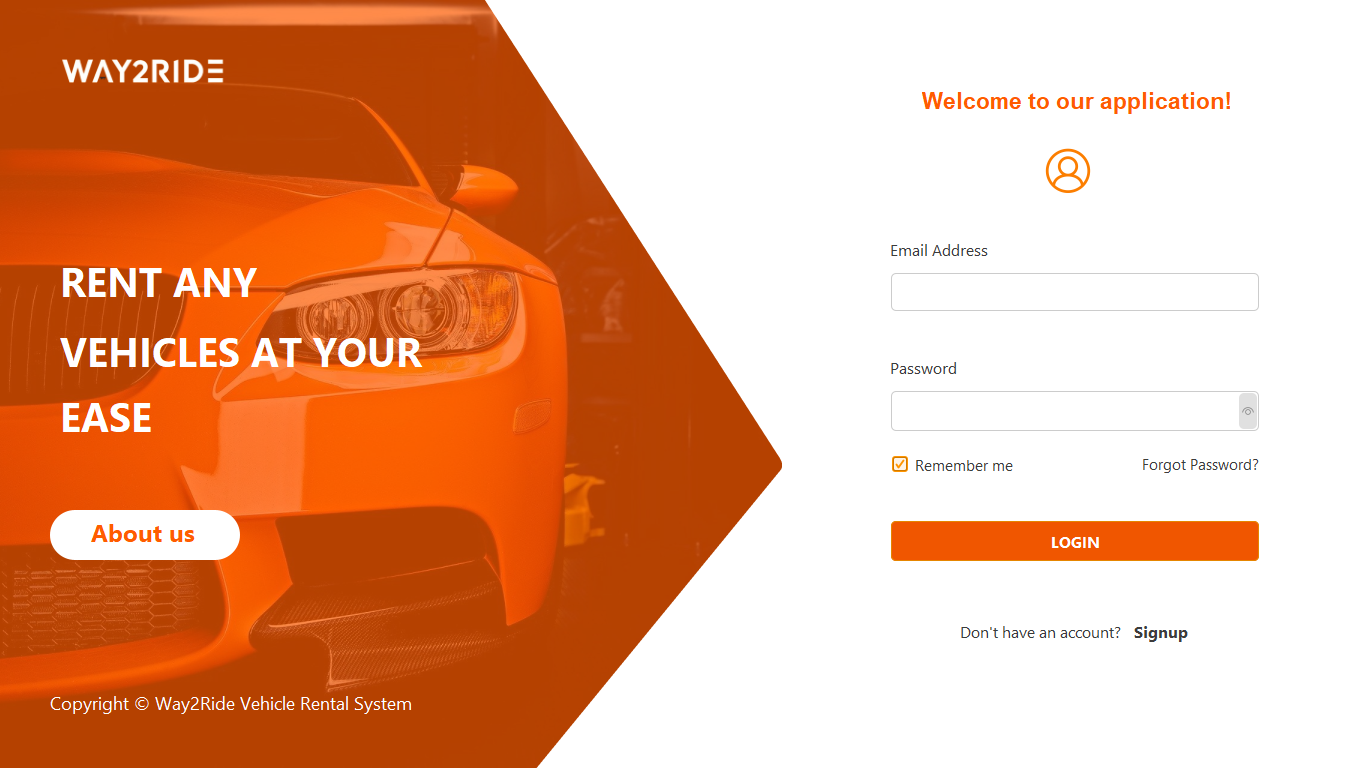 WAY2RIDE
RENT ANY
VEHICLES AT YOUR
EASE
About us
Copyright © Way2Ride Vehicle Rental System
Welcome to our application!
Email Address
Password
Remember me
Forgot Password?
LOGIN
Don't have an account? Signup